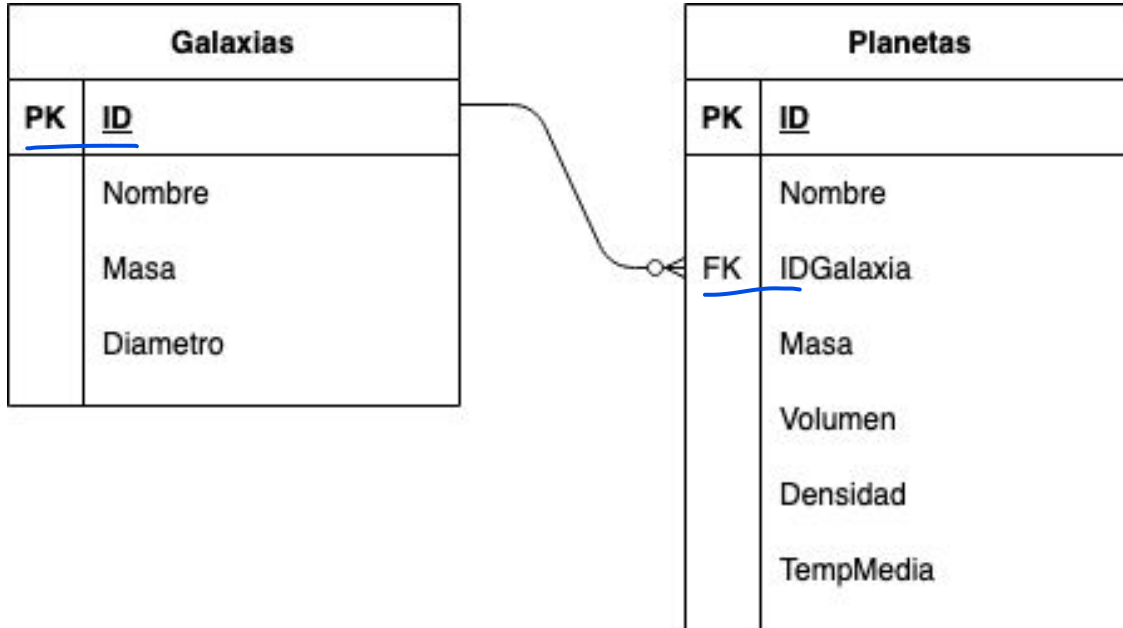 Galaxias
PK ID
Nombre
Masa
Diametro
Planetas
PK ID
Nombre
FK IDGalaxia
Masa
Volumen
Densidad
TempMedia